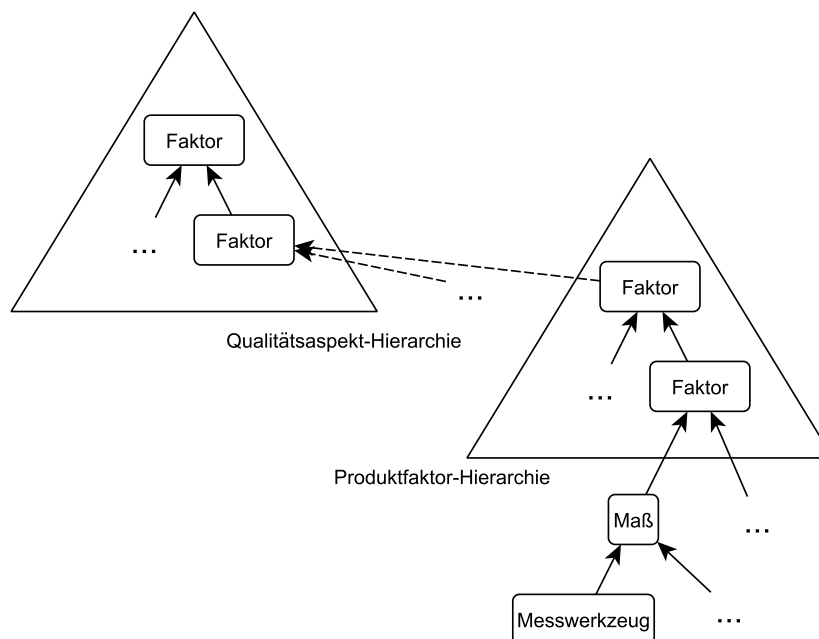 Faktor
Faktor
...
...
Faktor
Qualitätsaspekt-Hierarchie
Faktor
...
Produktfaktor-Hierarchie
Maß
...
Messwerkzeug
...